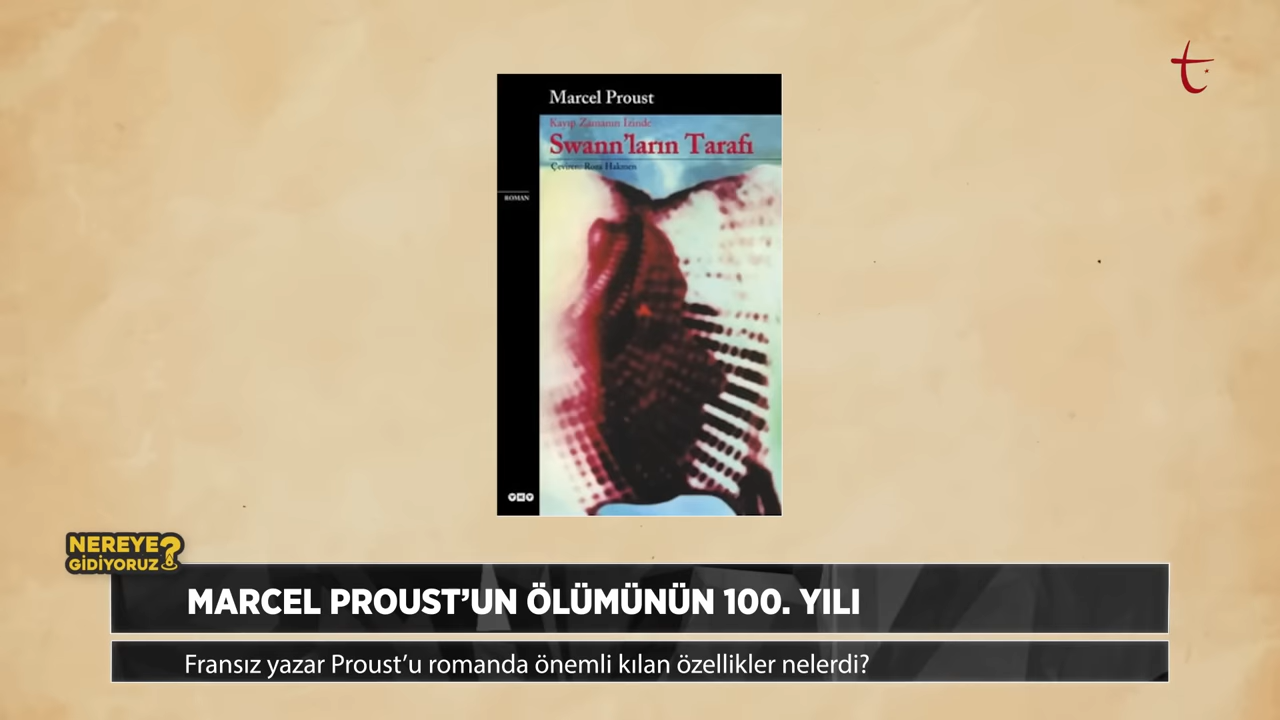 Marcel Proust
Kayıp Zamanın İzinde
Swann'ların Tarafı
Çeviren: Roza Hakmen
ROMAN
YKY
NEREYE
GİDİYORUZ?
MARCEL PROUST'UN ÖLÜMÜNÜN 100. YILI
Fransız yazar Proust'u romanda önemli kılan özellikler nelerdi?